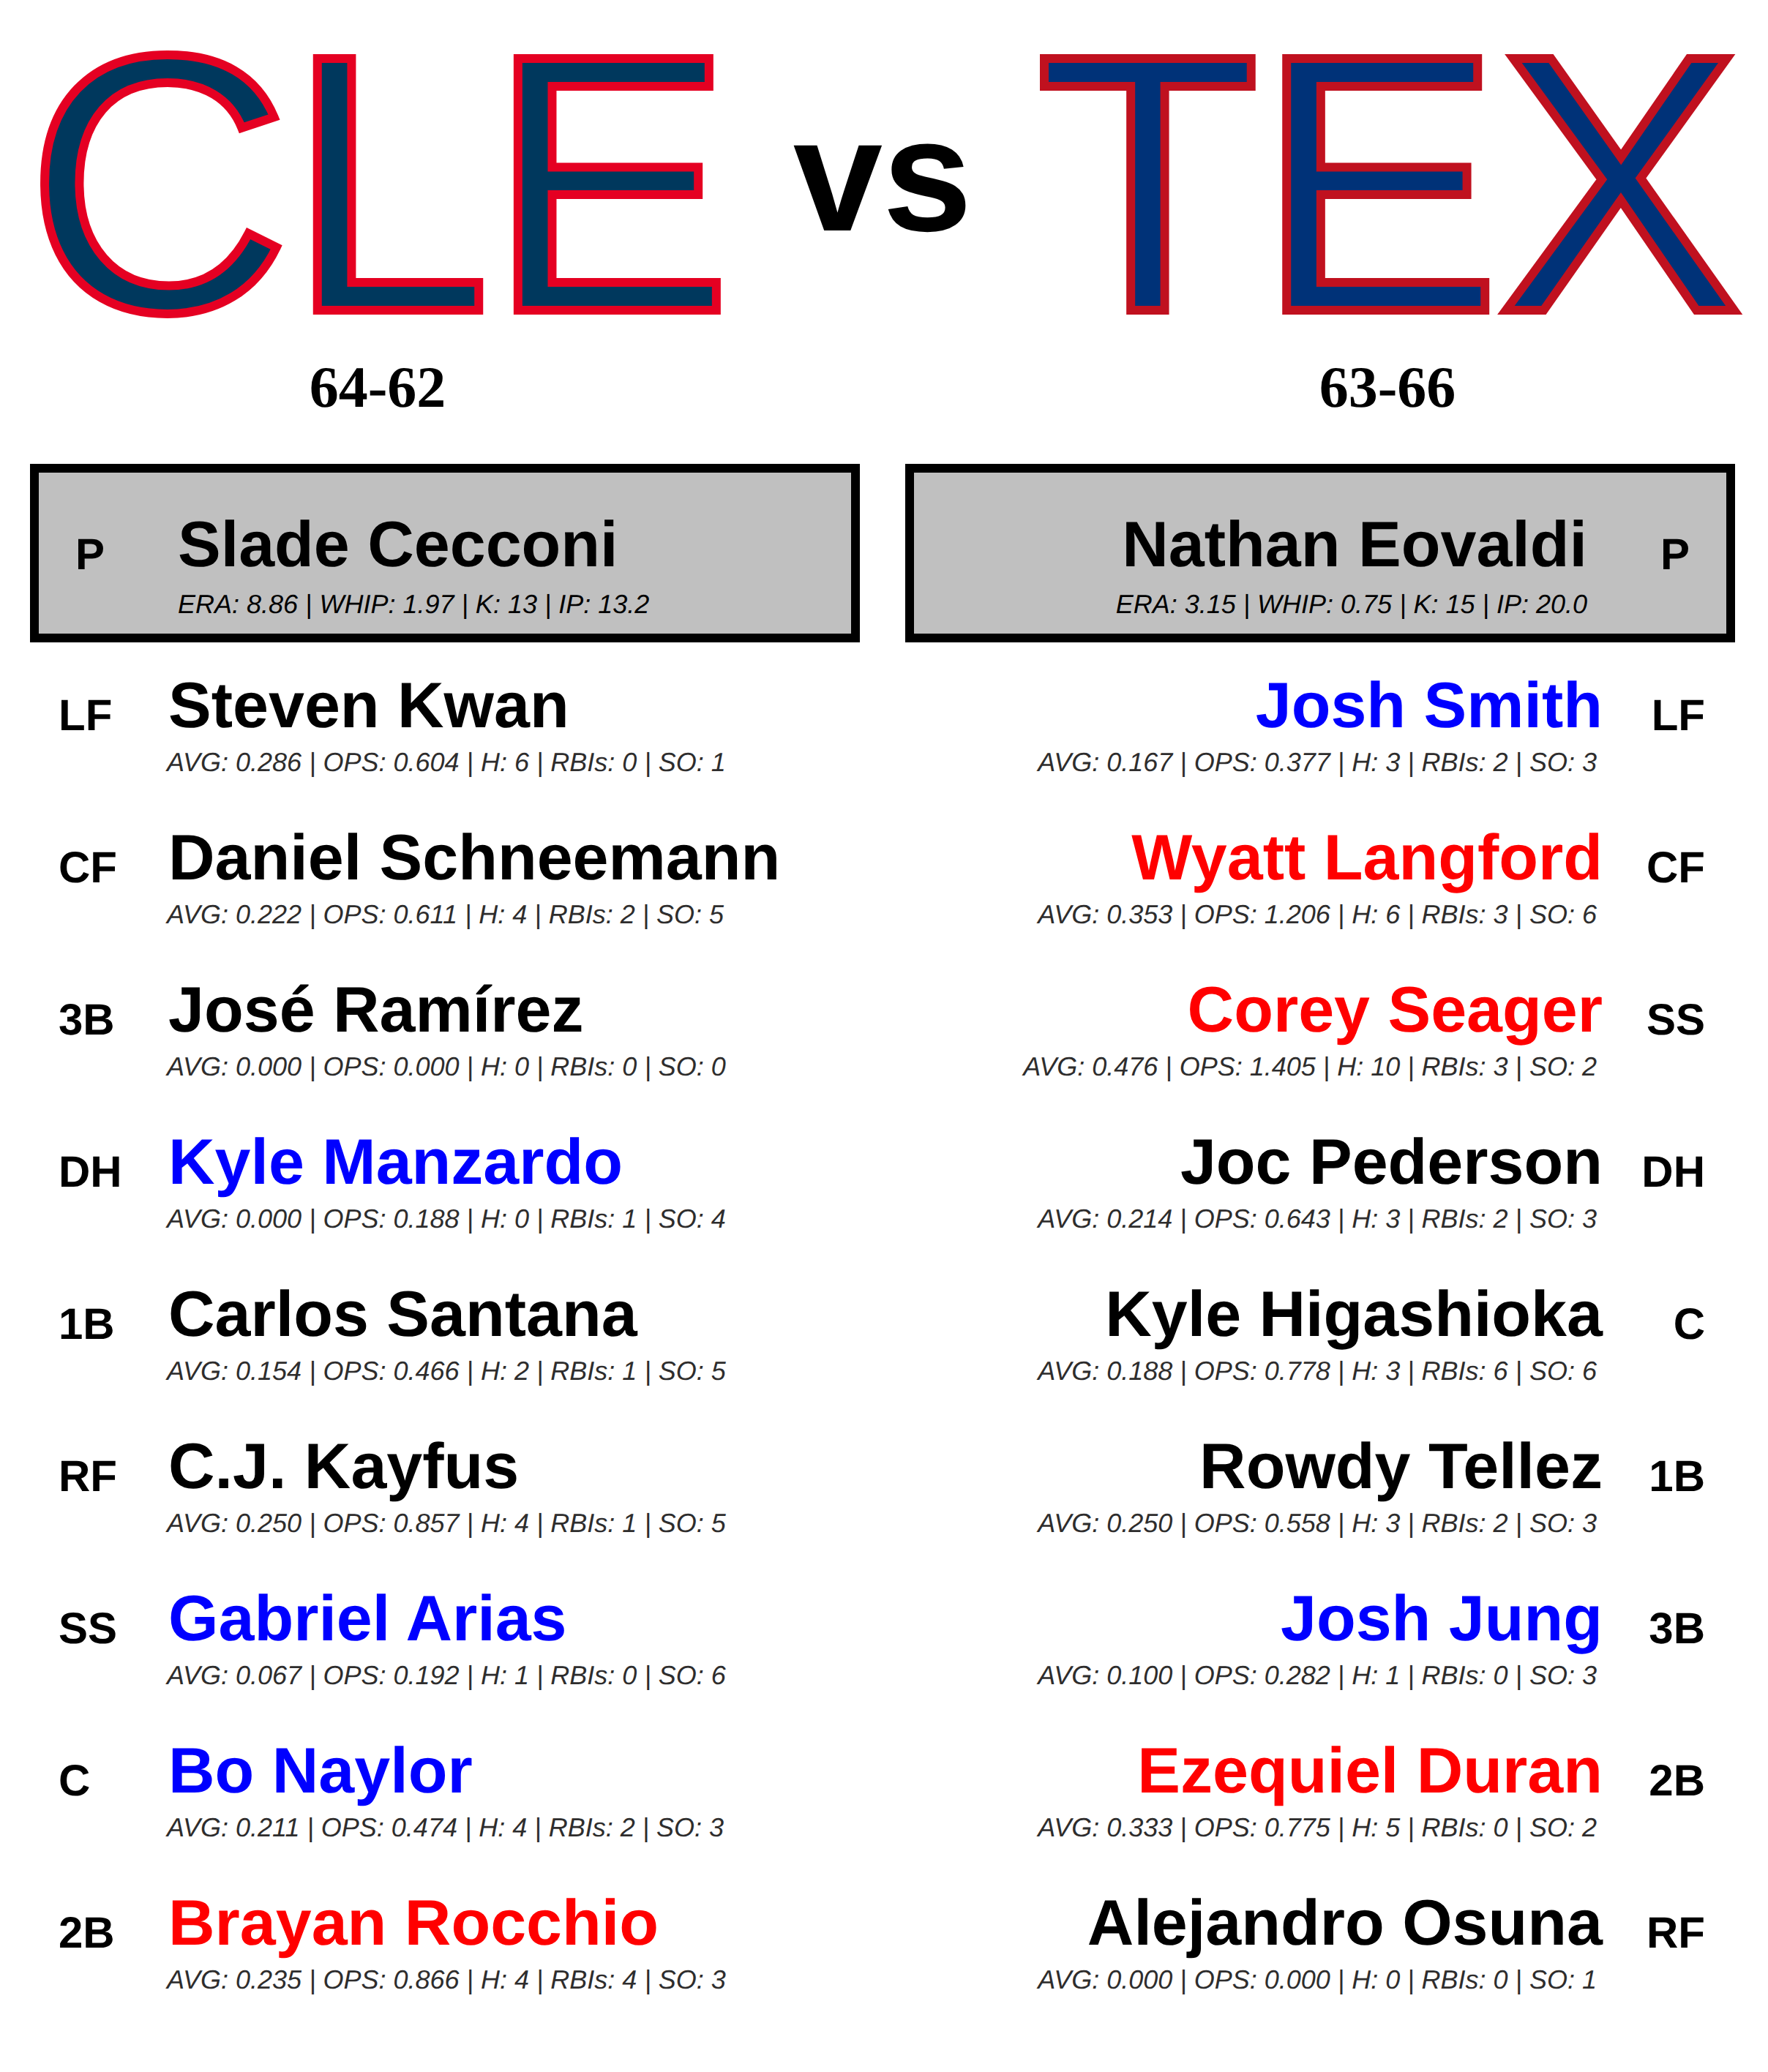 CLE vs TEX
64-62
63-66
P Slade Cecconi
ERA: 8.86 | WHIP: 1.97 | K: 13 | IP: 13.2
Nathan Eovaldi P
ERA: 3.15 | WHIP: 0.75 | K: 15 | IP: 20.0
LF Steven Kwan
AVG: 0.286 | OPS: 0.604 | H: 6 | RBIs: 0 | SO: 1
CF Daniel Schneemann
AVG: 0.222 | OPS: 0.611 | H: 4 | RBIs: 2 | SO: 5
3B José Ramírez
AVG: 0.000 | OPS: 0.000 | H: 0 | RBIs: 0 | SO: 0
DH Kyle Manzardo
AVG: 0.000 | OPS: 0.188 | H: 0 | RBIs: 1 | SO: 4
1B Carlos Santana
AVG: 0.154 | OPS: 0.466 | H: 2 | RBIs: 1 | SO: 5
RF C.J. Kayfus
AVG: 0.250 | OPS: 0.857 | H: 4 | RBIs: 1 | SO: 5
SS Gabriel Arias
AVG: 0.067 | OPS: 0.192 | H: 1 | RBIs: 0 | SO: 6
C Bo Naylor
AVG: 0.211 | OPS: 0.474 | H: 4 | RBIs: 2 | SO: 3
2B Brayan Rocchio
AVG: 0.235 | OPS: 0.866 | H: 4 | RBIs: 4 | SO: 3
Josh Smith LF
AVG: 0.167 | OPS: 0.377 | H: 3 | RBIs: 2 | SO: 3
Wyatt Langford CF
AVG: 0.353 | OPS: 1.206 | H: 6 | RBIs: 3 | SO: 6
Corey Seager SS
AVG: 0.476 | OPS: 1.405 | H: 10 | RBIs: 3 | SO: 2
Joc Pederson DH
AVG: 0.214 | OPS: 0.643 | H: 3 | RBIs: 2 | SO: 3
Kyle Higashioka C
AVG: 0.188 | OPS: 0.778 | H: 3 | RBIs: 6 | SO: 6
Rowdy Tellez 1B
AVG: 0.250 | OPS: 0.558 | H: 3 | RBIs: 2 | SO: 3
Josh Jung 3B
AVG: 0.100 | OPS: 0.282 | H: 1 | RBIs: 0 | SO: 3
Ezequiel Duran 2B
AVG: 0.333 | OPS: 0.775 | H: 5 | RBIs: 0 | SO: 2
Alejandro Osuna RF
AVG: 0.000 | OPS: 0.000 | H: 0 | RBIs: 0 | SO: 1